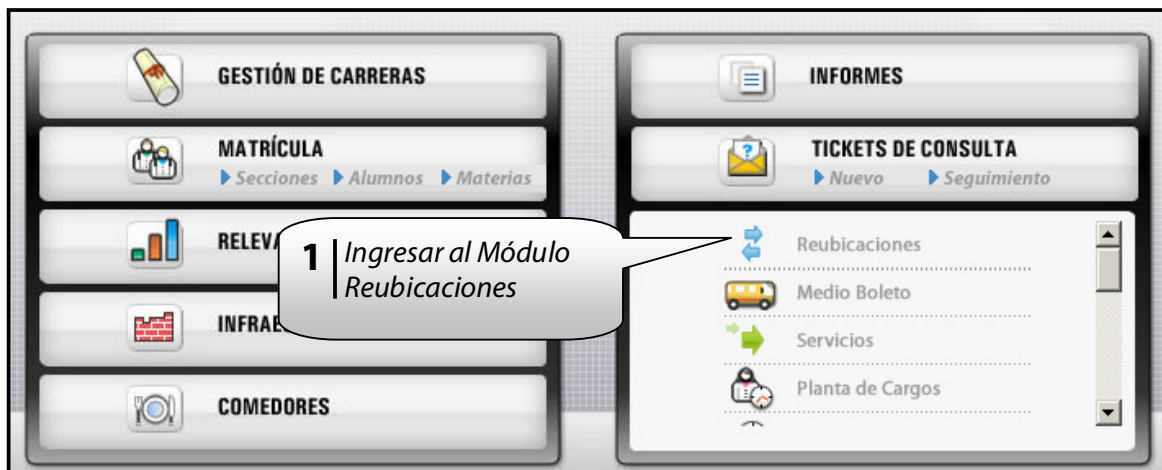 GESTIÓN DE CARRERAS
MATRÍCULA
Secciones Alumnos Materias
RELEVA
INFRAE
COMEDORES
1 Ingresar al Módulo
Reubicaciones
INFORMES
TICKETS DE CONSULTA
Nuevo Seguimiento
Reubicaciones
Medio Boleto
Servicios
Planta de Cargos